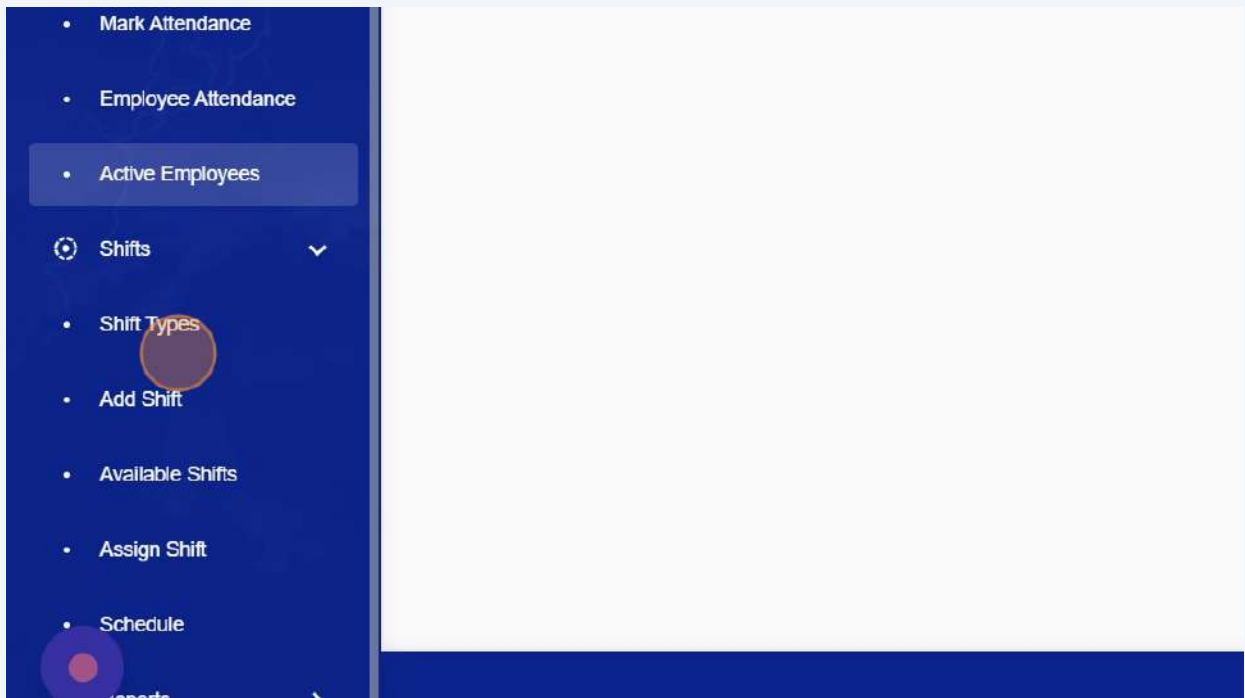 Mark Attendance
Employee Attendance
Active Employees
Shifts
Shift Types
Add Shift
Available Shifts
Assign Shift
Schedule